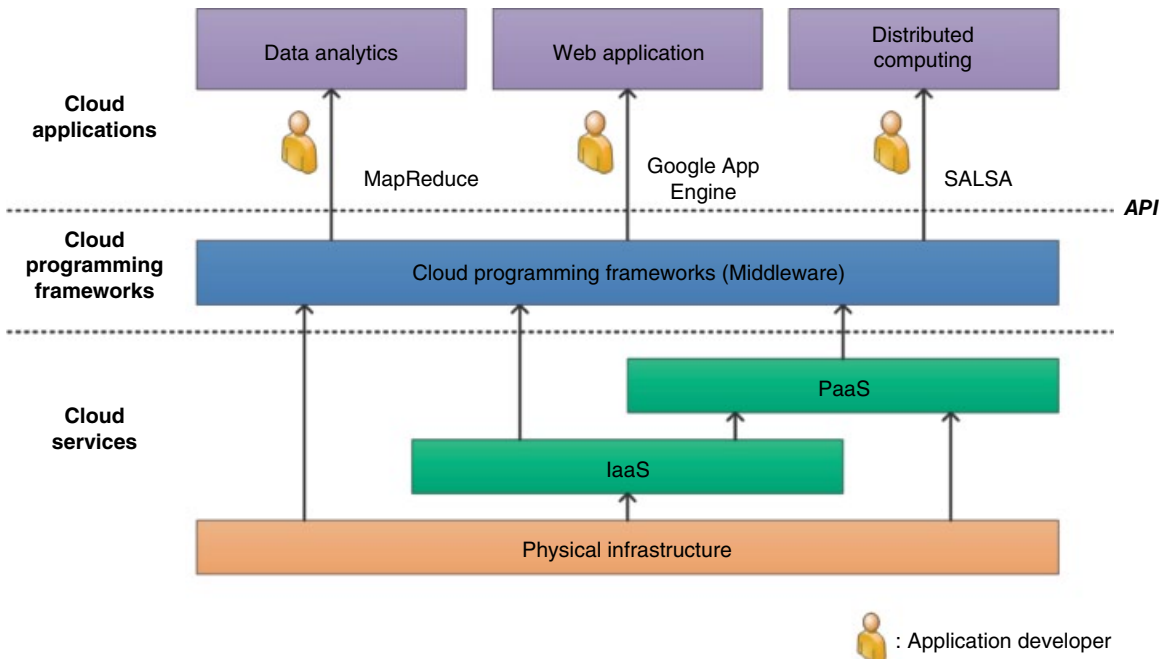 Data analytics
Web application
Distributed
computing
Cloud
applications
MapReduce
Google App
Engine
SALSA
API
Cloud
programming
frameworks
Cloud programming frameworks (Middleware)
PaaS
Cloud
services
IaaS
Physical infrastructure
: Application developer